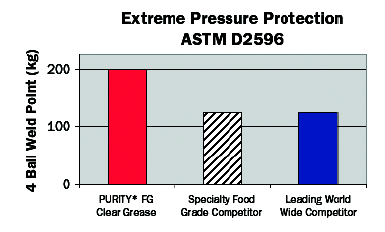 Extreme Pressure Protection
ASTM D2596
4 Ball Weld Point (kg)
200
100
0
PURITY* FG
Clear Grease
Specialty Food
Grade Competitor
Leading World
Wide Competitor